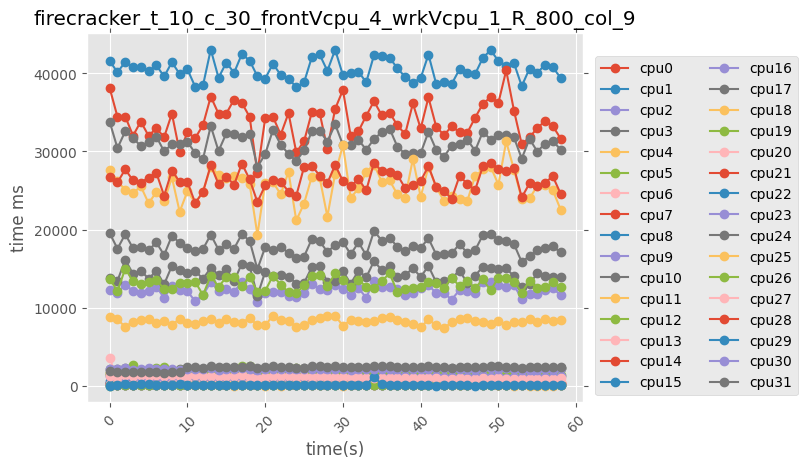 firecracker_t_10_c_30_frontVcpu_4_wrkVcpu_1_R_800_col_9
time ms
40000
30000
20000
10000
0
0
10
20
30
40
50
60
time(s)
cpu0
cpu1
cpu2
cpu3
cpu4
cpu5
cpu6
cpu7
cpu8
cpu9
cpu10
cpu11
cpu12
cpu13
cpu14
cpu15
cpu16
cpu17
cpu18
cpu19
cpu20
cpu21
cpu22
cpu23
cpu24
cpu25
cpu26
cpu27
cpu28
cpu29
cpu30
cpu31